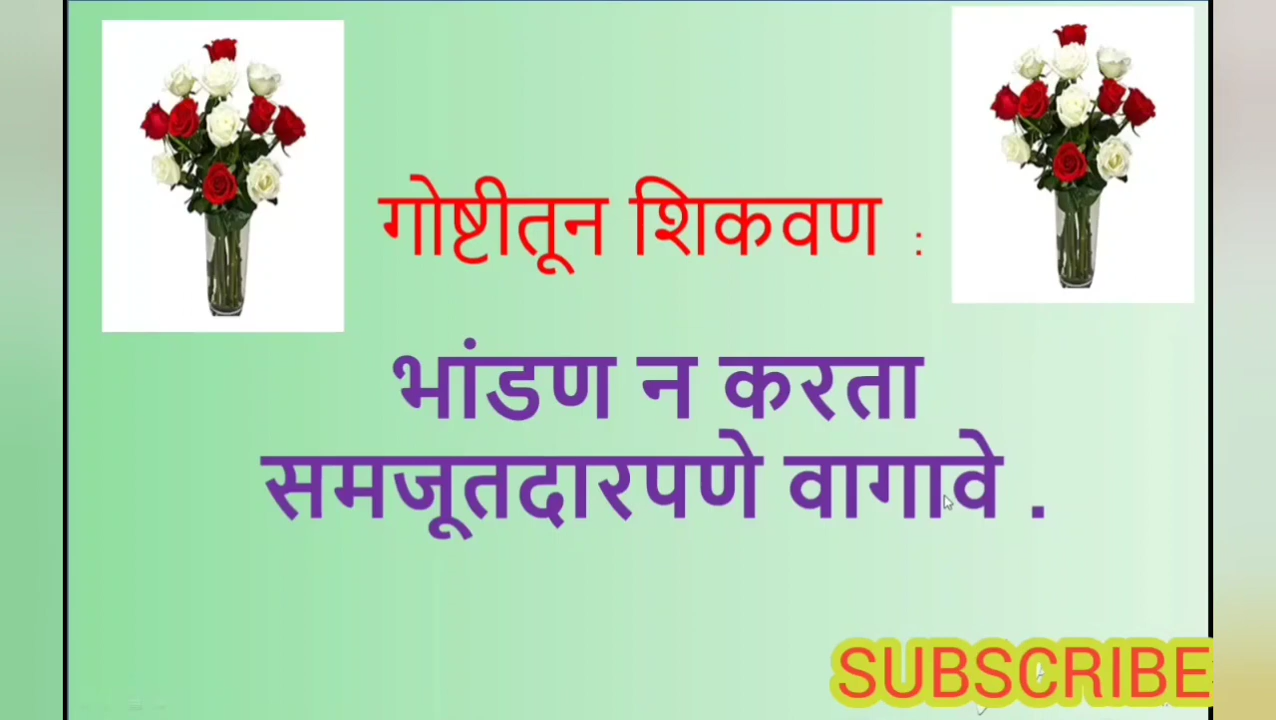 गोष्टीतून शिकवण :
भांडण न करता
समजूतदारपणे वागावे .
SUBSCRIBE